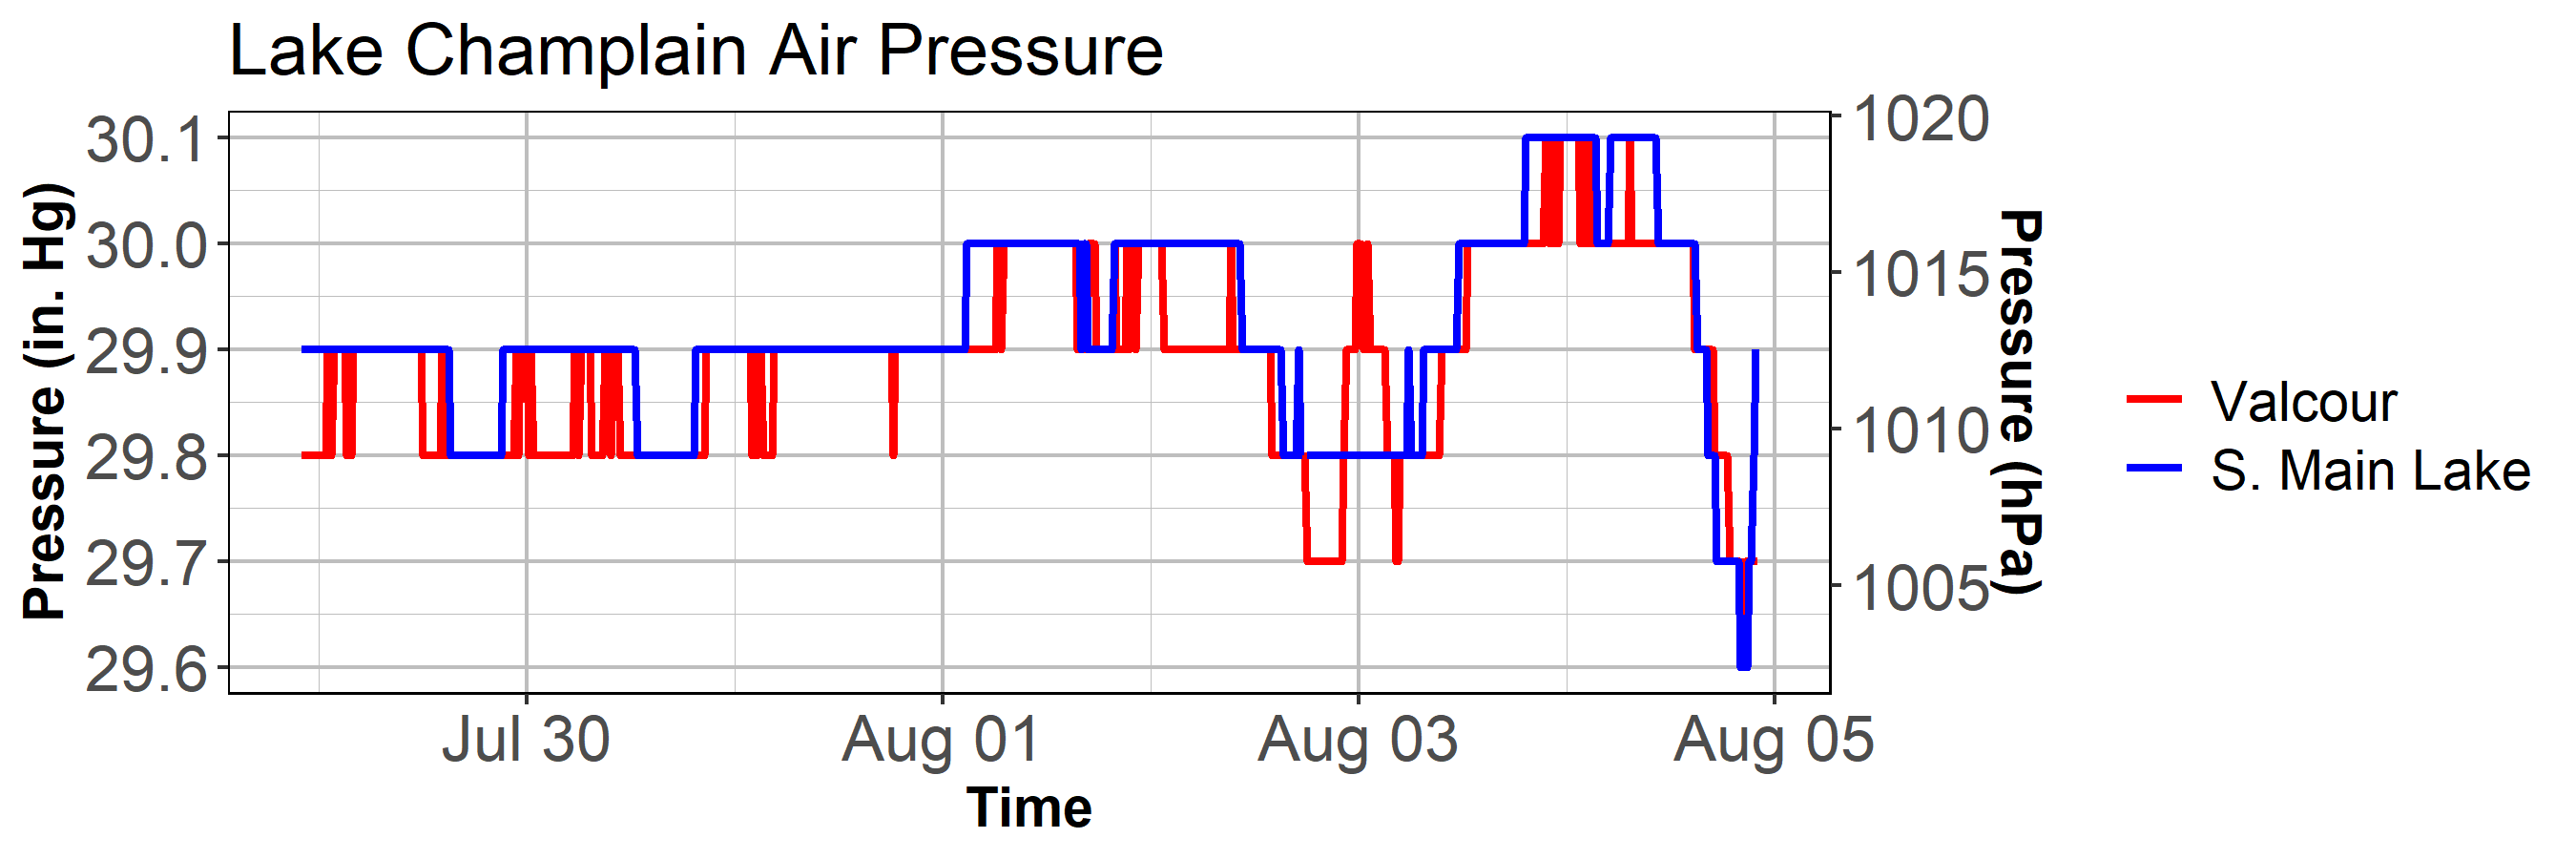 Lake Champlain Air Pressure
Pressure (in. Hg)
30.1
30.0
29.9
29.8
29.7
29.6
1020
1015
1010
1005
Pressure (hPa)
Jul 30
Aug 01
Aug 03
Aug 05
Time
Valcour
S. Main Lake